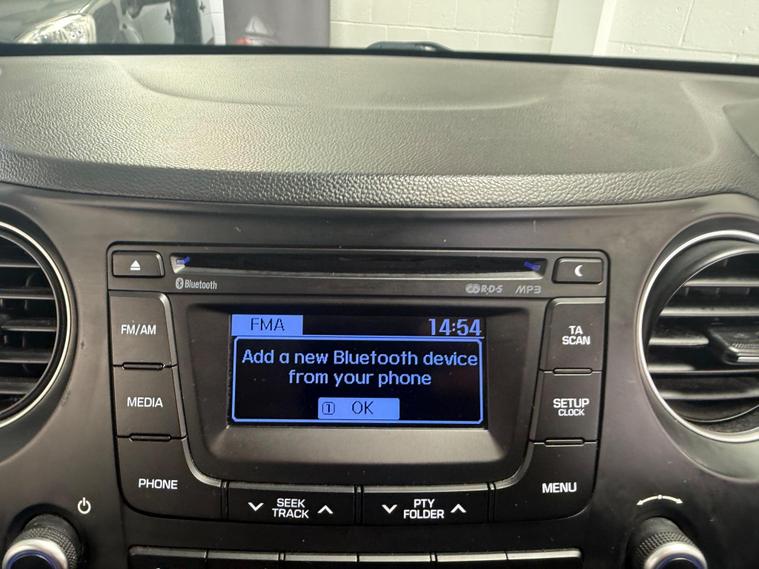 Bluetooth
R·D·S
MP3
FM/AM
MEDIA
PHONE
FMA
14:54
Add a new Bluetooth device
from your phone
1 OK
TA
SCAN
SETUP
CLOCK
MENU
SEEK
TRACK
PTY
FOLDER